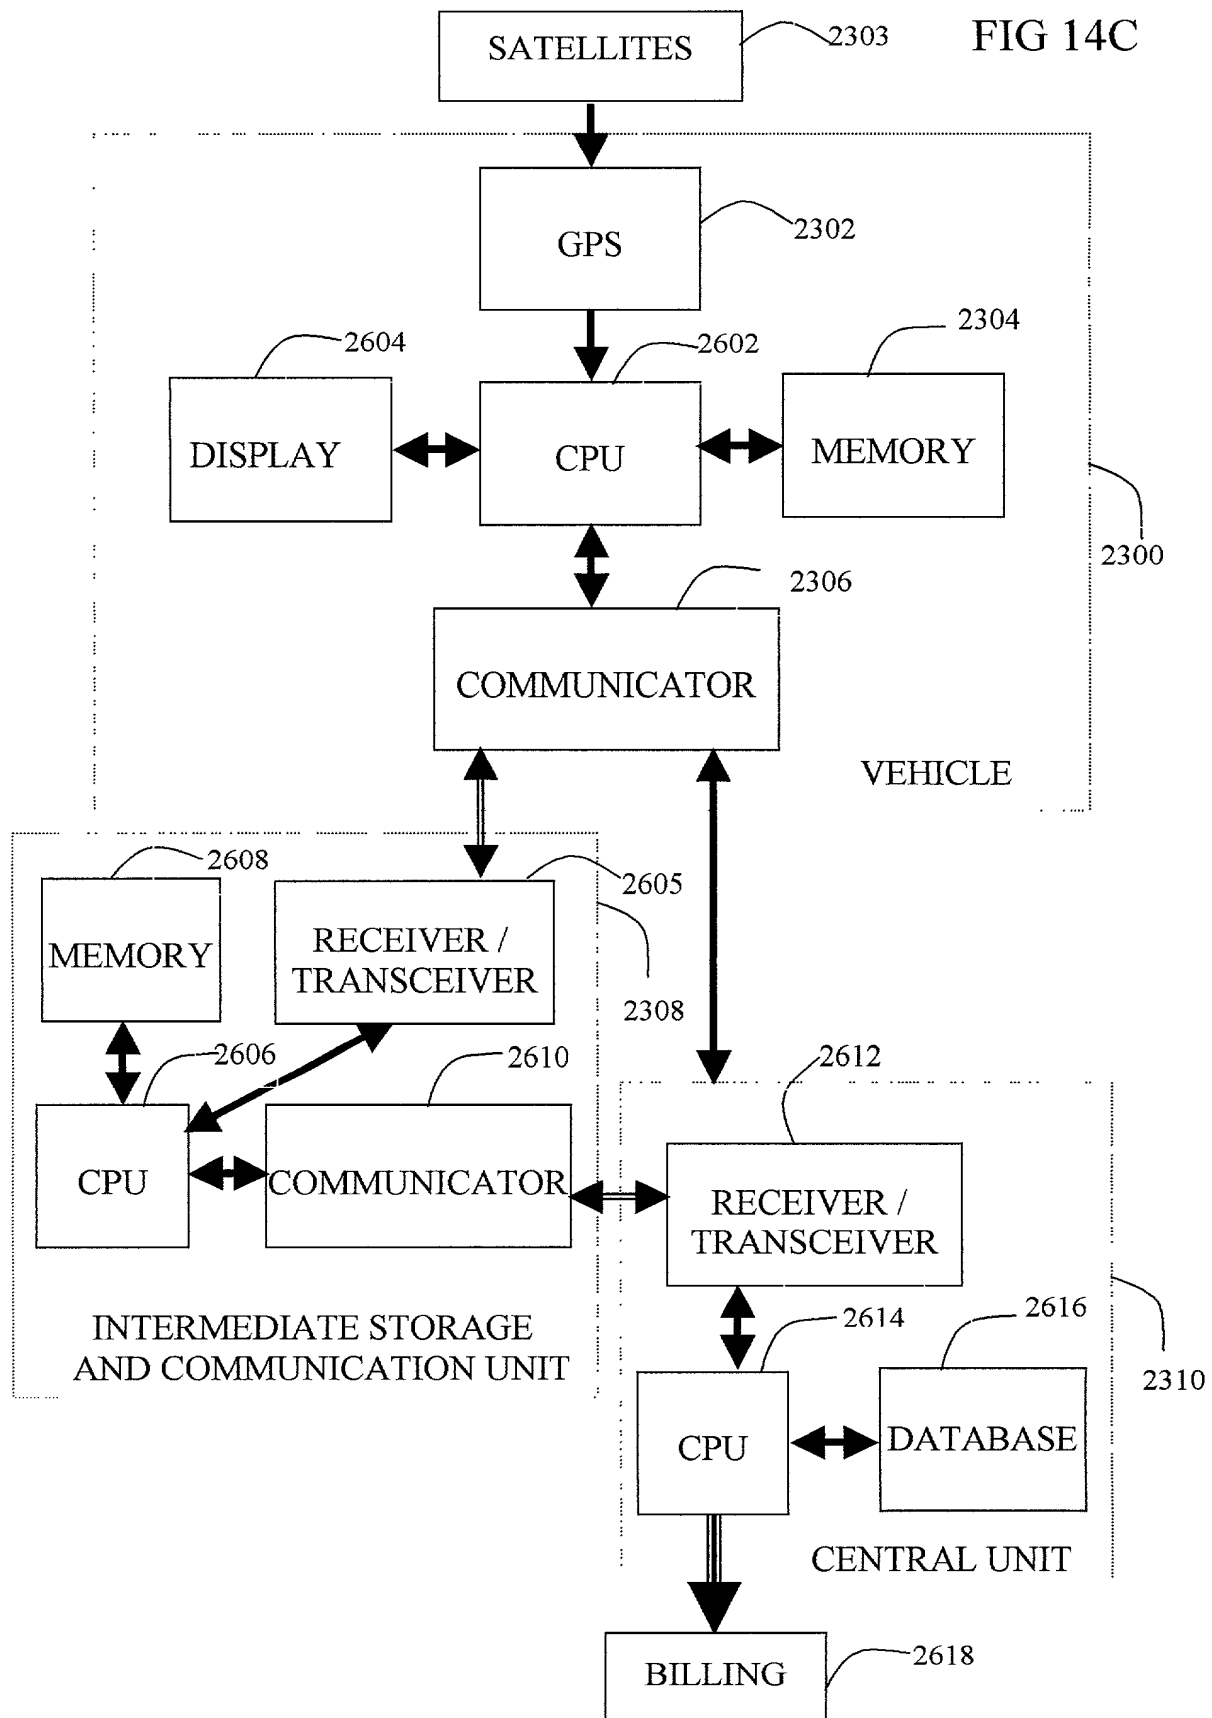 SATELLITES
2303
FIG 14C
GPS
2302
2604
2602
2304
DISPLAY
CPU
MEMORY
2300
2306
COMMUNICATOR
VEHICLE
2608
2605
MEMORY
RECEIVER /
TRANSCEIVER
2308
2606
2610
2612
CPU
COMMUNICATOR
RECEIVER /
TRANSCEIVER
INTERMEDIATE STORAGE
AND COMMUNICATION UNIT
2614
2616
2310
CPU
DATABASE
CENTRAL UNIT
BILLING
2618